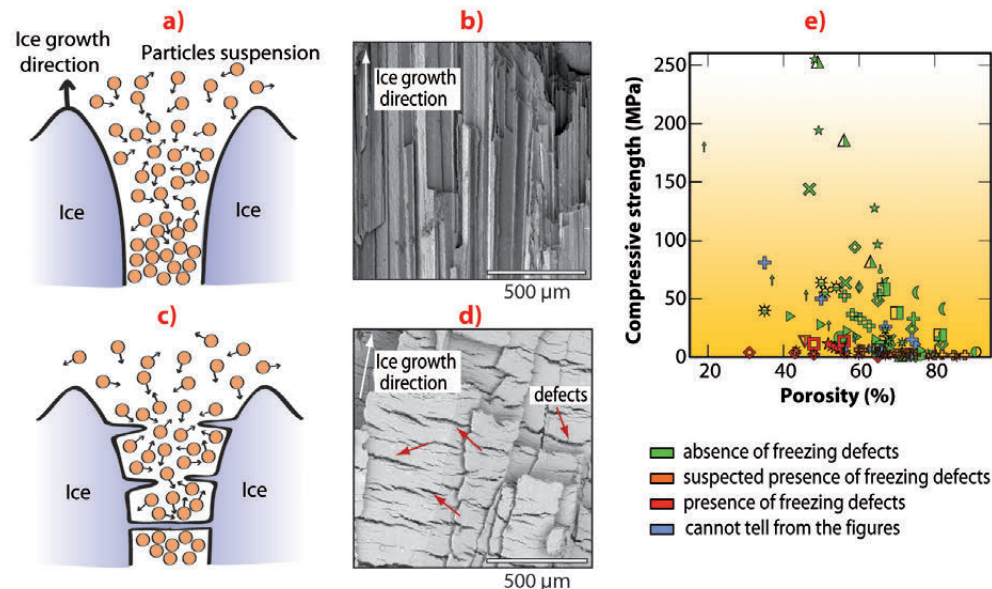 a)
Ice growth
direction
Particles suspension
Ice
Ice
b)
Ice growth
direction
500 µm
c)
Ice
Ice
d)
Ice growth
direction
defects
500 µm
e)
Compressive strength (MPa)
250
200
150
100
50
0
20
40
60
80
Porosity (%)
absence of freezing defects
suspected presence of freezing defects
presence of freezing defects
cannot tell from the figures